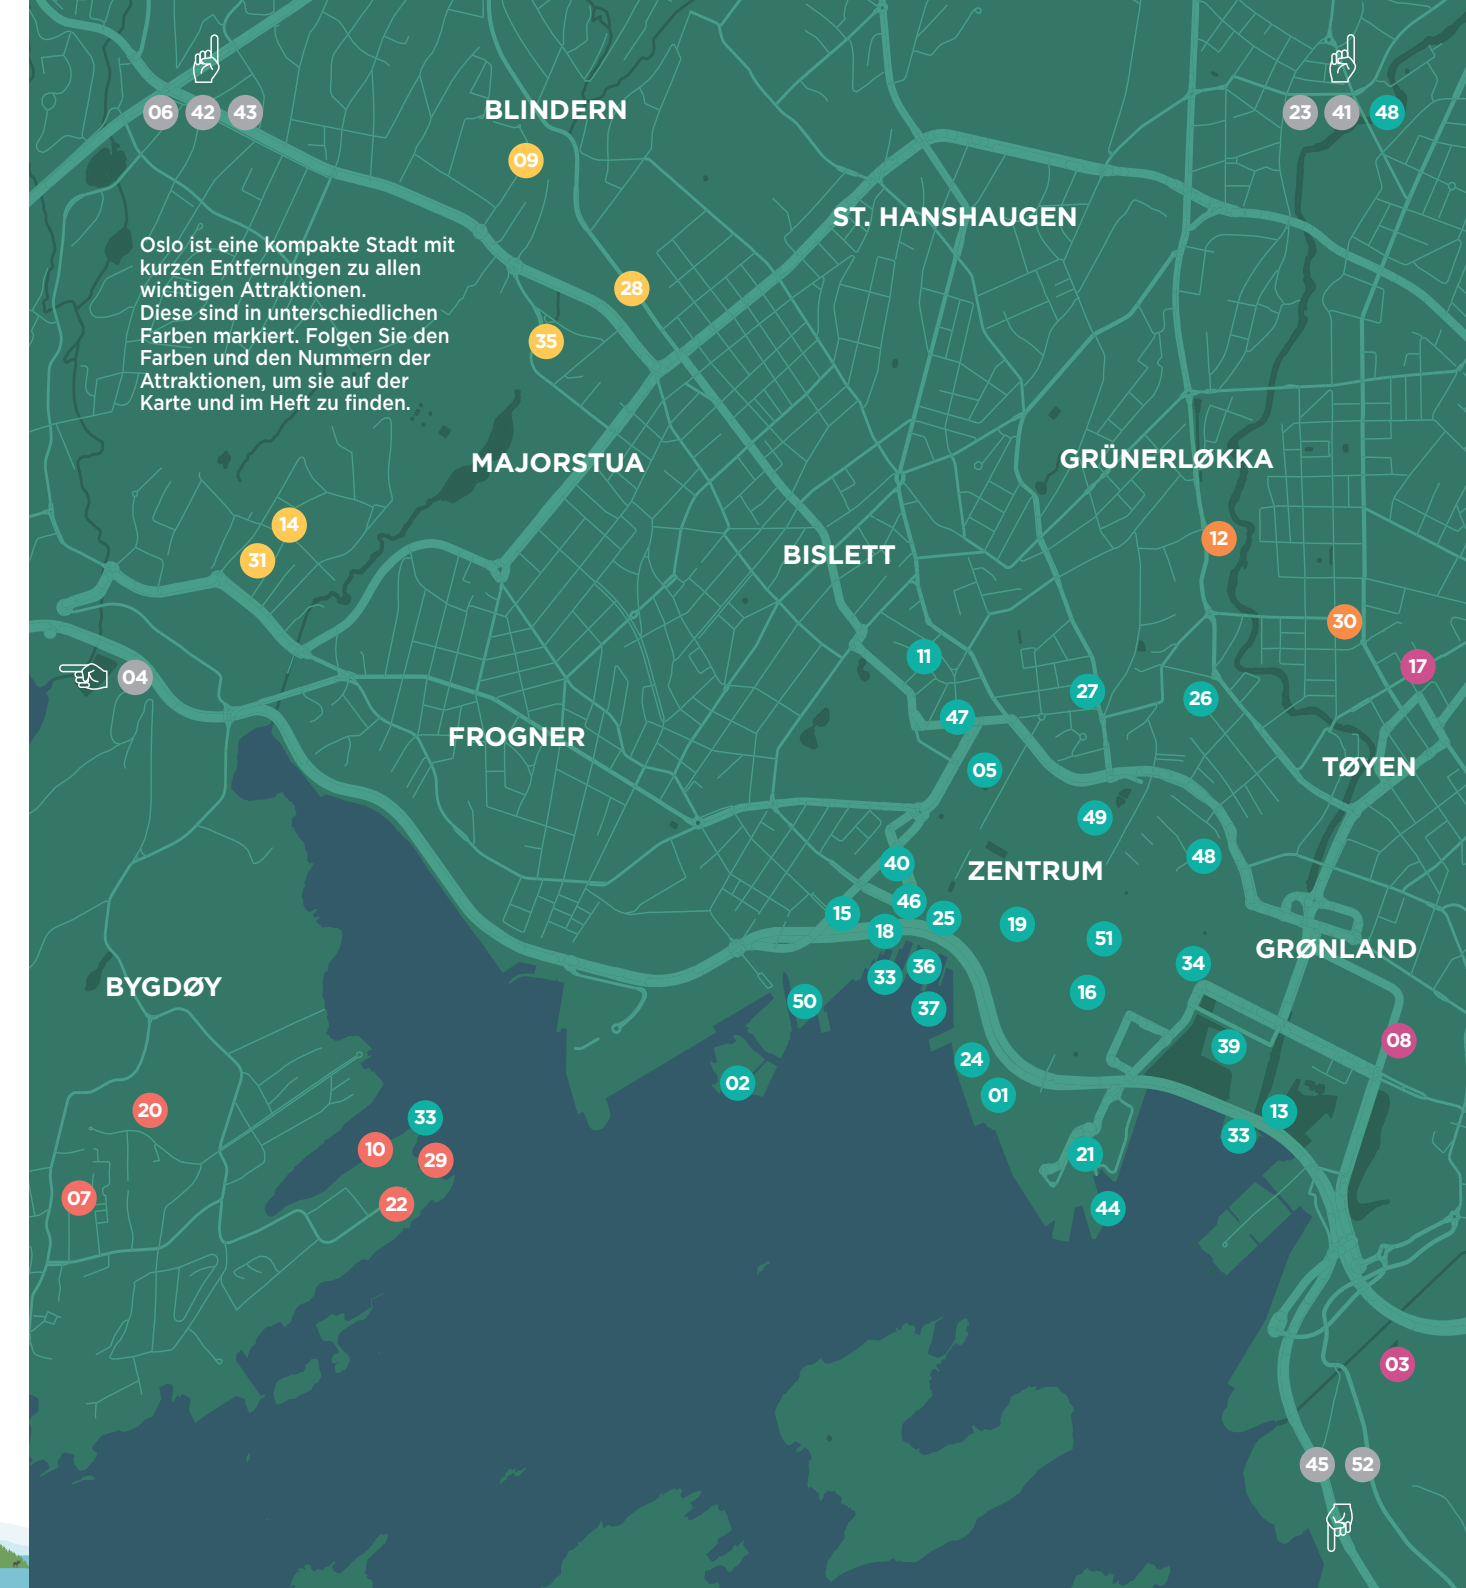 06 42 43
BLINDERN
23 41 48
09
ST. HANSHAUGEN
Oslo ist eine kompakte Stadt mit
kurzen Entfernungen zu allen
wichtigen Attraktionen.
Diese sind in unterschiedlichen
Farben markiert. Folgen Sie den
Farben und den Nummern der
Attraktionen, um sie auf der
Karte und im Heft zu finden.
28
35
MAJORSTUA
GRÜNERLØKKA
14
12
BISLETT
31
30
11
17
04
27
26
47
FROGNER
TØYEN
05
49
48
40
ZENTRUM
46
15
25
19
18
51
GRØNLAND
34
36
33
BYGDØY
16
50
37
08
39
24
02
01
20
13
33
33
10
21
29
07
22
44
03
45 52